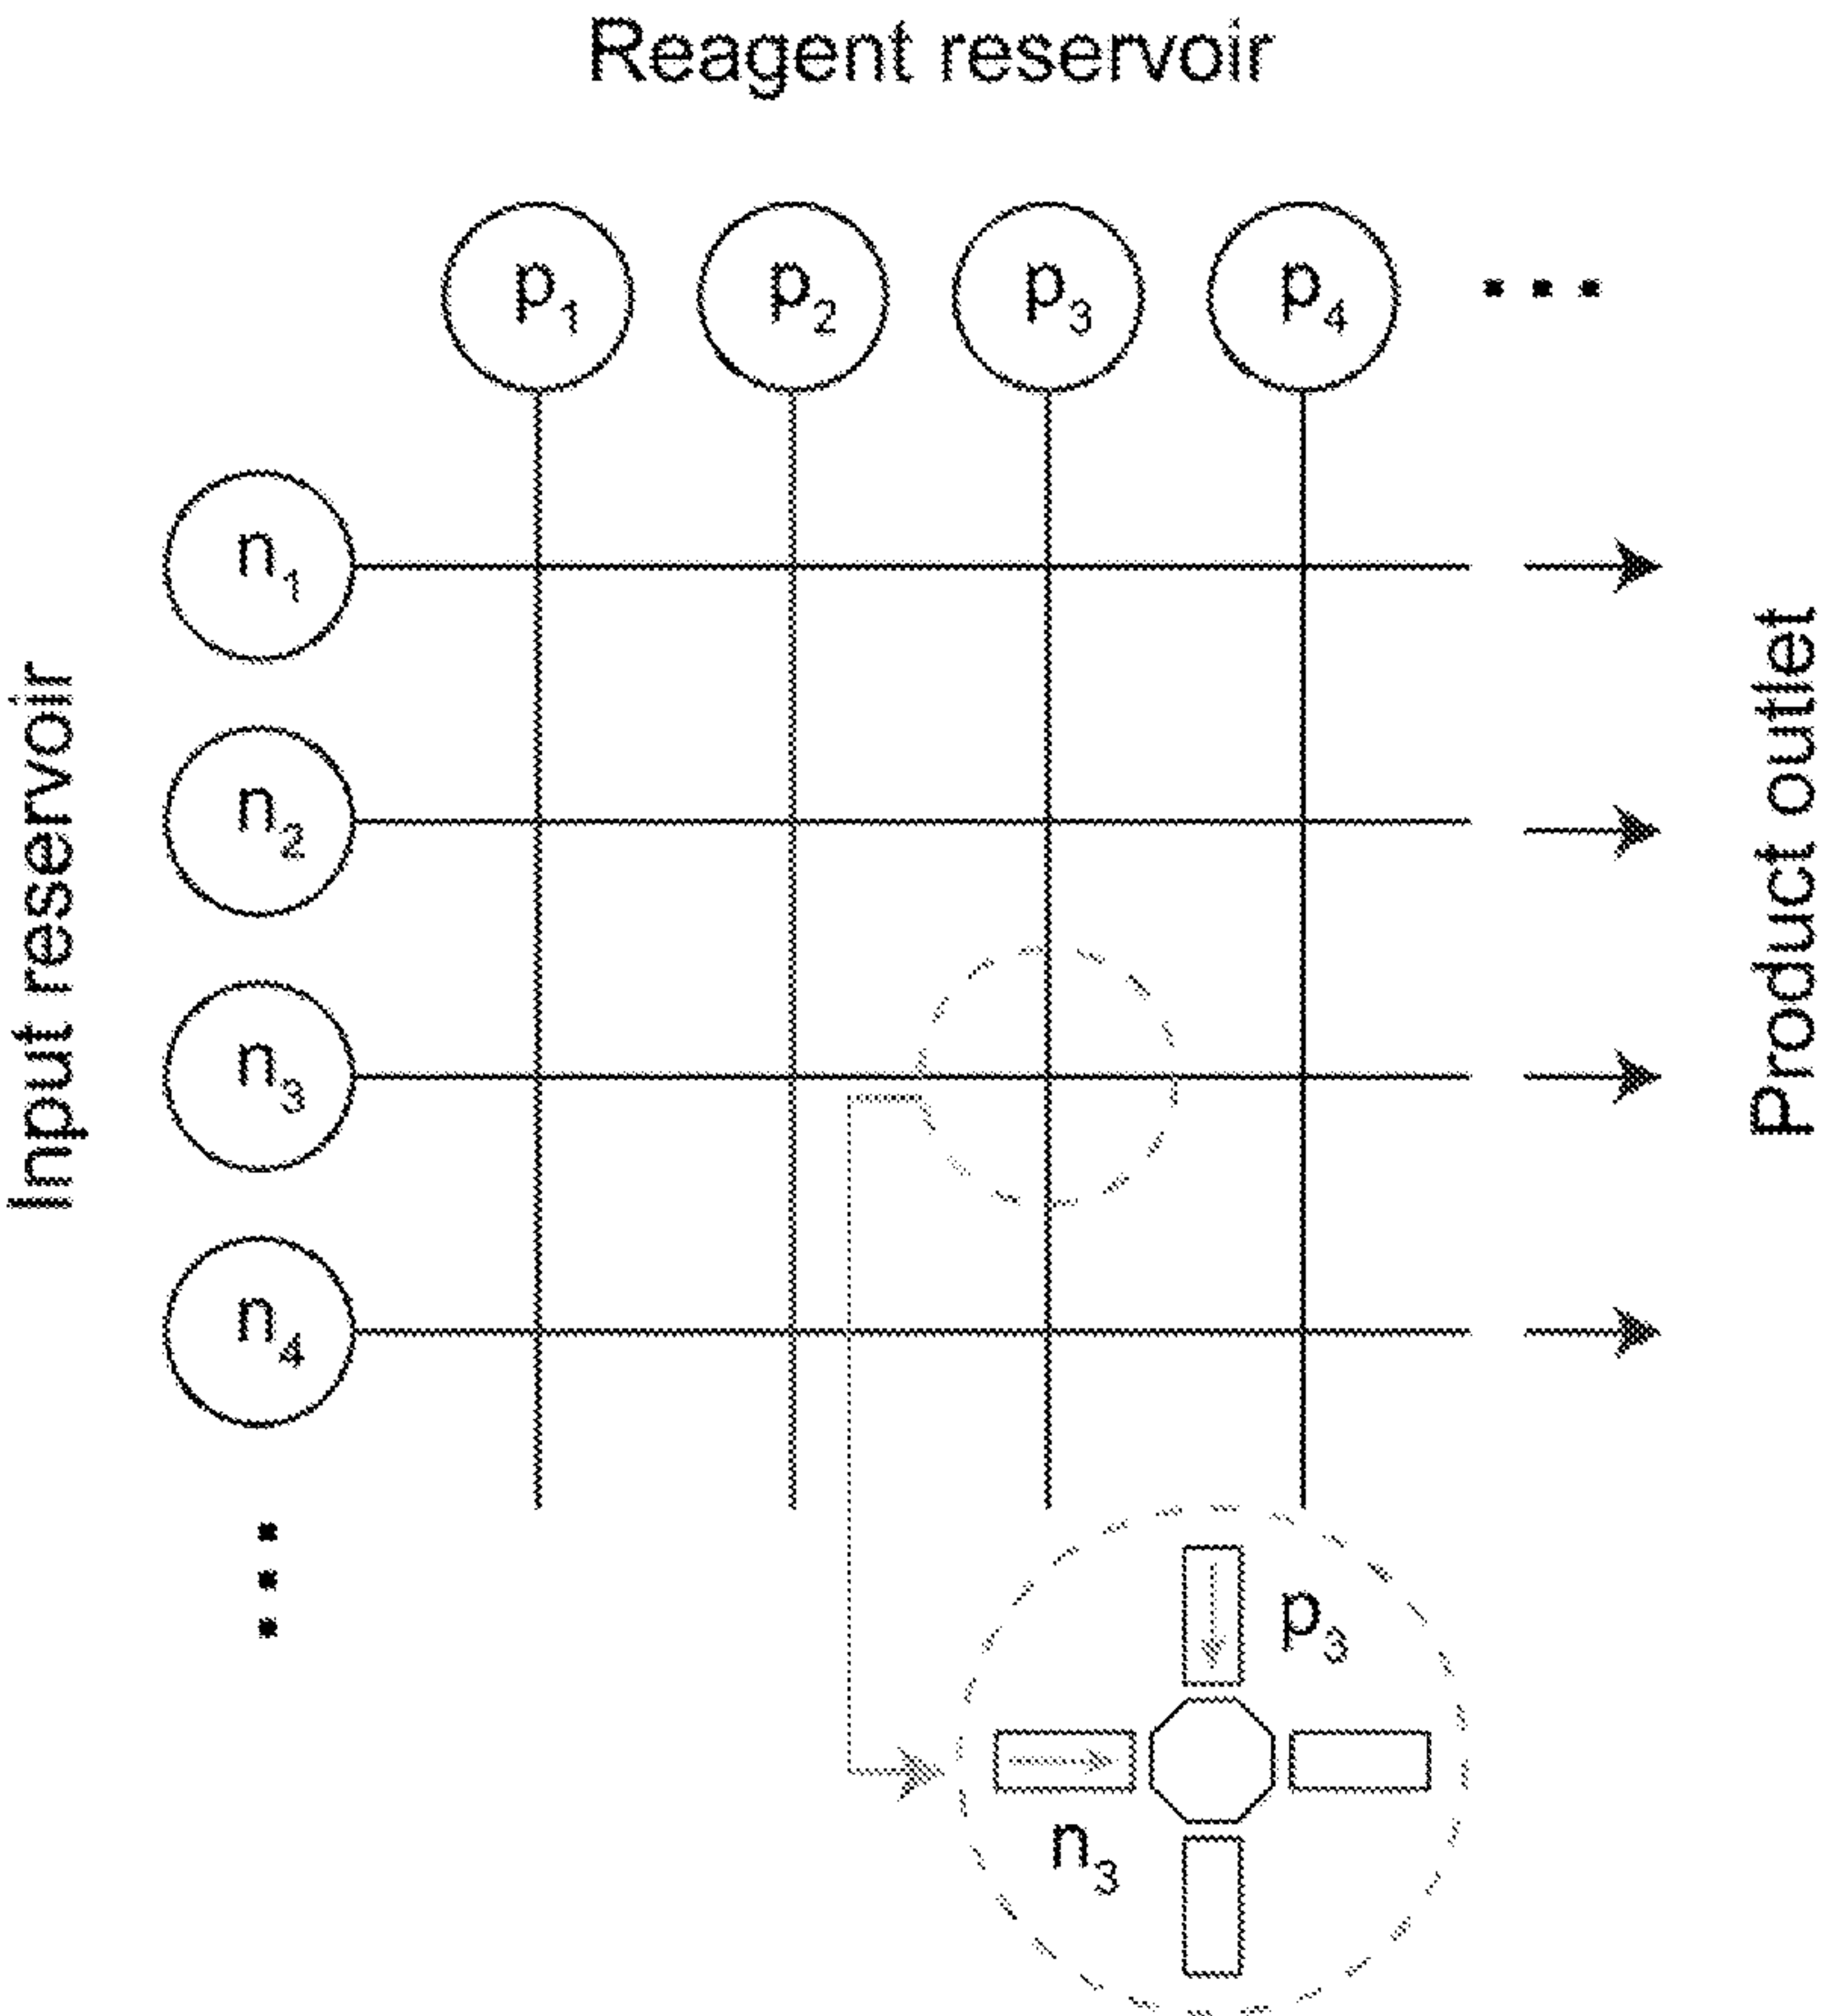 Reagent reservoir
p₁ p₂ p₃ p₄ ...
Input reservoir
n₁
n₂
n₃
n₄
...
Product outlet
p₃
n₃